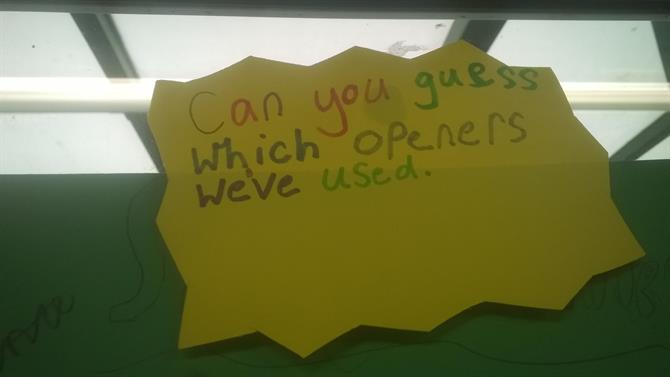 Can you guess
which openers
we've used.